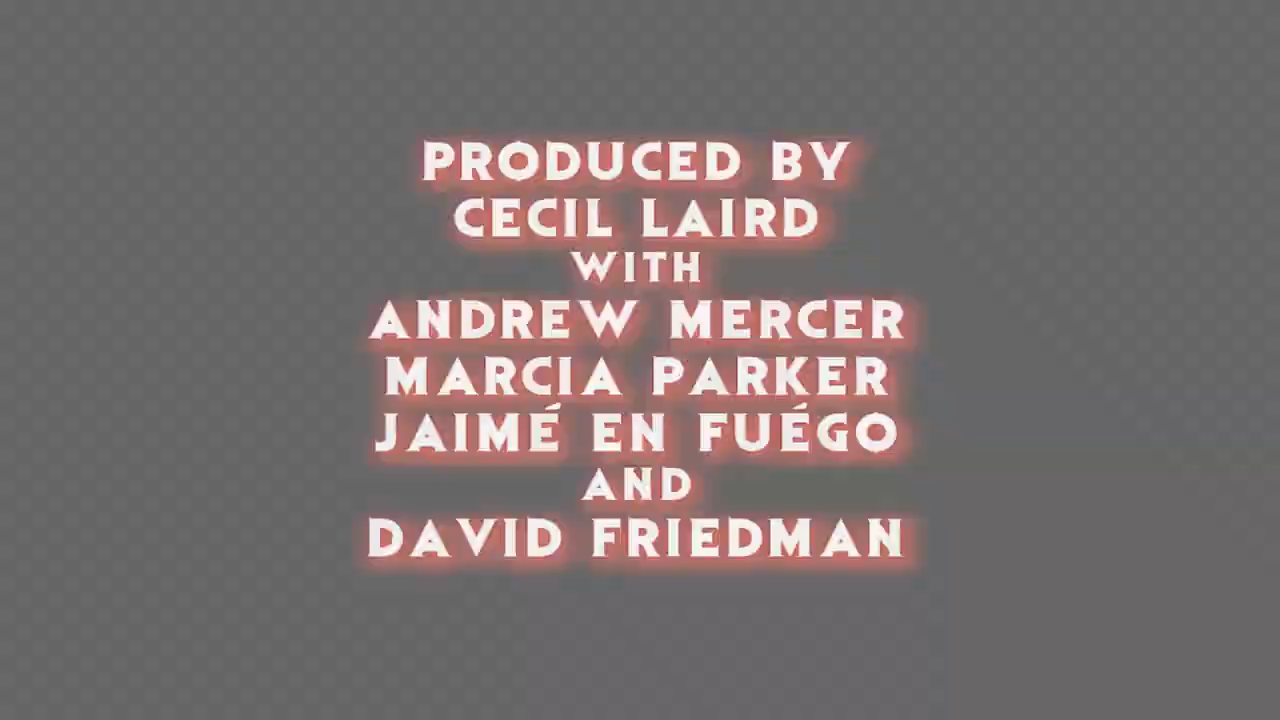 PRODUCED BY
CECIL LAIRD
WITH
ANDREW MERCER
MARCIA PARKER
JAIMÉ EN FUÉGO
AND
DAVID FRIEDMAN